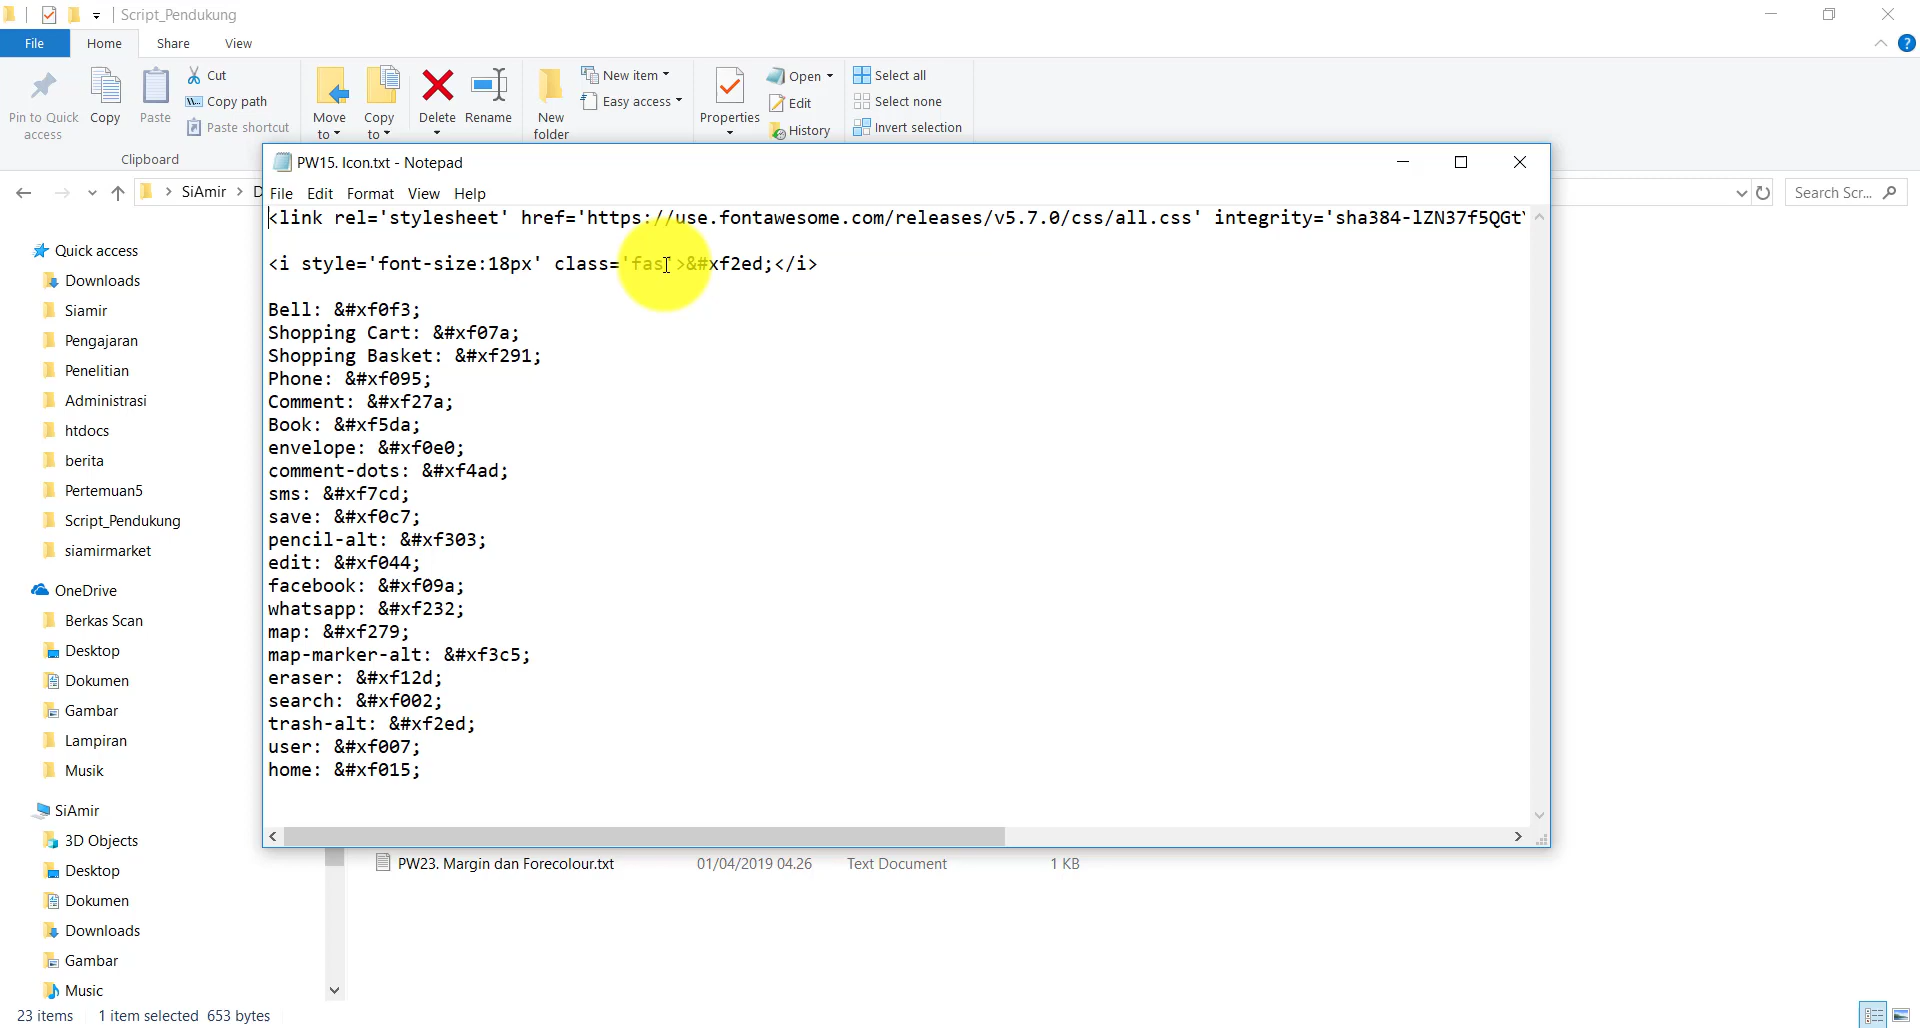 Script_Pendukung
File Home Share View
Pin to Quick access
Copy
Paste
Cut
Copy path
Paste shortcut
Clipboard
Move to
Copy to
Delete
Rename
New folder
New item
Easy access
Properties
Open
Edit
History
Select all
Select none
Invert selection
SiAmir
Search Scr...
PW15. Icon.txt - Notepad
File Edit Format View Help
<link rel='stylesheet' href='https://use.fontawesome.com/releases/v5.7.0/css/all.css' integrity='sha384-lZN37f5QGt
<i style='font-size:18px' class='fas'>&#xf2ed;</i>
Bell: &#xf0f3;
Shopping Cart: &#xf07a;
Shopping Basket: &#xf291;
Phone: &#xf095;
Comment: &#xf27a;
Book: &#xf5da;
envelope: &#xf0e0;
comment-dots: &#xf4ad;
sms: &#xf7cd;
save: &#xf0c7;
pencil-alt: &#xf303;
edit: &#xf044;
facebook: &#xf09a;
whatsapp: &#xf232;
map: &#xf279;
map-marker-alt: &#xf3c5;
eraser: &#xf12d;
search: &#xf002;
trash-alt: &#xf2ed;
user: &#xf007;
home: &#xf015;
Quick access
Downloads
Siamir
Pengajaran
Penelitian
Administrasi
htdocs
berita
Pertemuan5
Script_Pendukung
siamirmarket
OneDrive
Berkas Scan
Desktop
Dokumen
Gambar
Lampiran
Musik
SiAmir
3D Objects
Desktop
Dokumen
Downloads
Gambar
Music
PW23. Margin dan Forecolour.txt 01/04/2019 04.26 Text Document 1 KB
23 items 1 item selected 653 bytes